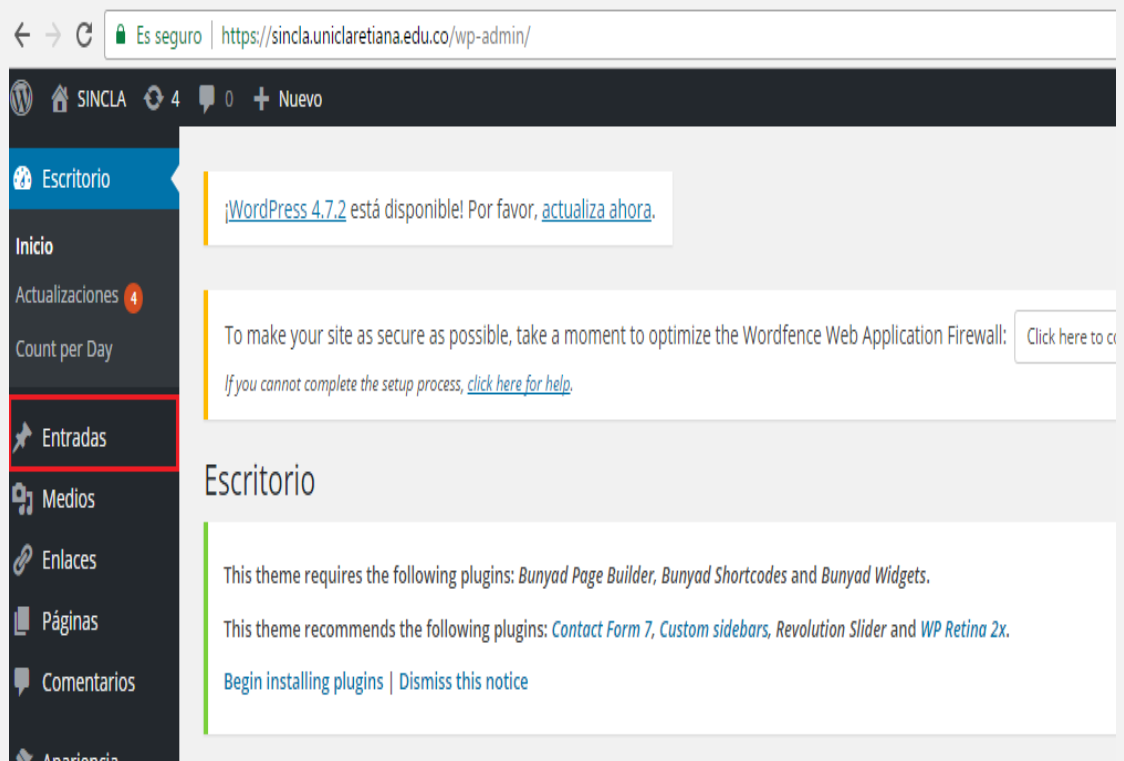 Es seguro | https://sincla.uniclaretiana.edu.co/wp-admin/
SINCLA 4 0 + Nuevo
Escritorio
Inicio
Actualizaciones 4
Count per Day
Entradas
Medios
Enlaces
Páginas
Comentarios
Apariencia
¡WordPress 4.7.2 está disponible! Por favor, actualiza ahora.
To make your site as secure as possible, take a moment to optimize the Wordfence Web Application Firewall: Click here to
If you cannot complete the setup process, click here for help.
Escritorio
This theme requires the following plugins: Bunyad Page Builder, Bunyad Shortcodes and Bunyad Widgets.
This theme recommends the following plugins: Contact Form 7, Custom sidebars, Revolution Slider and WP Retina 2x.
Begin installing plugins | Dismiss this notice